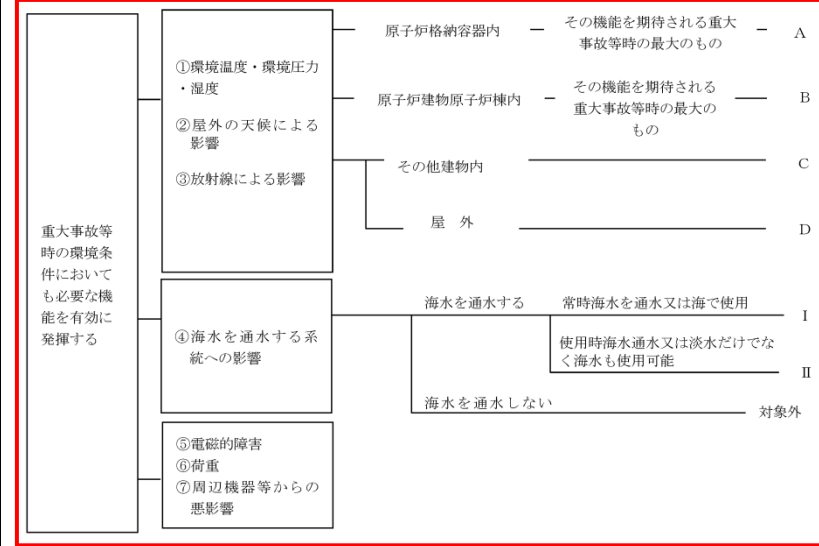 重大事故等
時の環境条
件において
も必要な機
能を有効に
発揮する
①環境温度・環境圧力
・湿度
②屋外の天候による
影響
③放射線による影響
原子炉格納容器内
その機能を期待される重大
事故等時の最大のもの
A
原子炉建物原子炉棟内
その機能を期待される
重大事故等時の最大の
もの
B
その他建物内
C
屋 外
D
④海水を通水する系
統への影響
海水を通水する
常時海水を通水又は海で使用
Ⅰ
使用時海水通水又は淡水だけでな
く海水も使用可能
Ⅱ
海水を通水しない
対象外
⑤電磁的障害
⑥荷重
⑦周辺機器等からの
悪影響